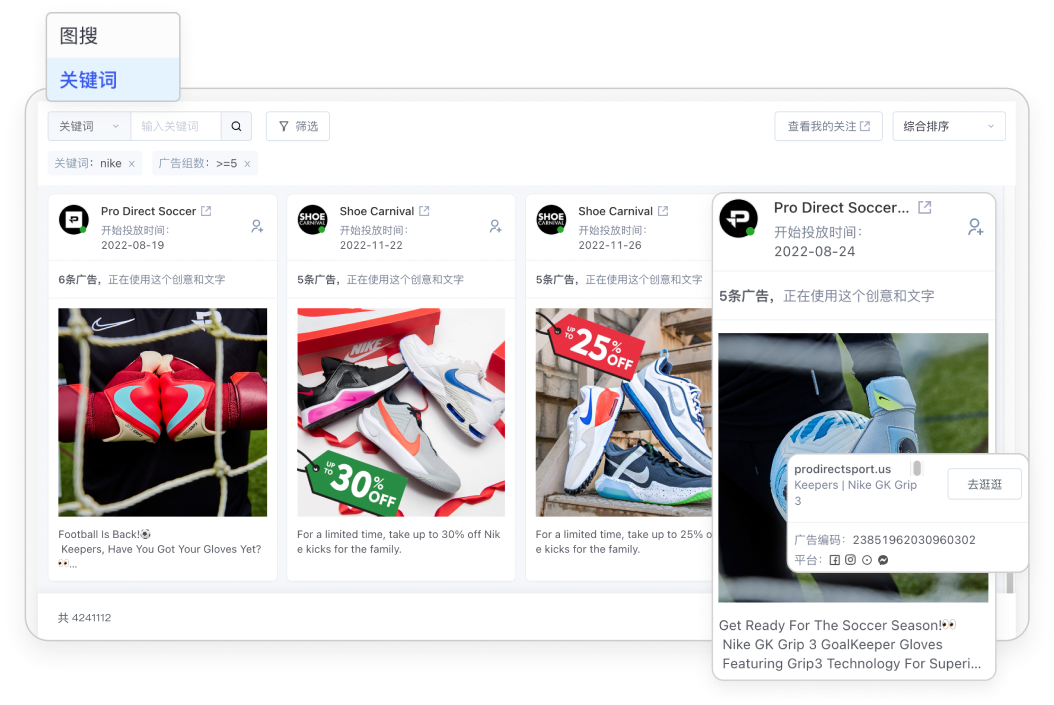 图搜
关键词
关键词
输入关键词
筛选
查看我的关注
综合排序
关键词：nike ×
广告组数：>=5 ×
Pro Direct Soccer
开始投放时间：
2022-08-19
6条广告，正在使用这个创意和文字
Football Is Back!⚽
Keepers, Have You Got Your Gloves Yet?
👀...
SHOE
CARNIVAL
Shoe Carnival
开始投放时间：
2022-11-22
5条广告，正在使用这个创意和文字
NIKE
UP TO
30%
OFF
For a limited time, take up to 30% off Nik
e kicks for the family.
SHOE
CARNIVAL
Shoe Carnival
开始投放时间：
2022-11-26
5条广告，正在使用这个创意和文字
UP TO
25%
OFF
For a limited time, take up to 25% o
e kicks for the family.
Pro Direct Soccer...
开始投放时间：
2022-08-24
5条广告，正在使用这个创意和文字
prodirectsport.us
Keepers | Nike GK Grip
3
去逛逛
广告编码：23851962030960302
平台：
Get Ready For The Soccer Season!👀
Nike GK Grip 3 GoalKeeper Gloves
Featuring Grip3 Technology For Superi...
共 4241112